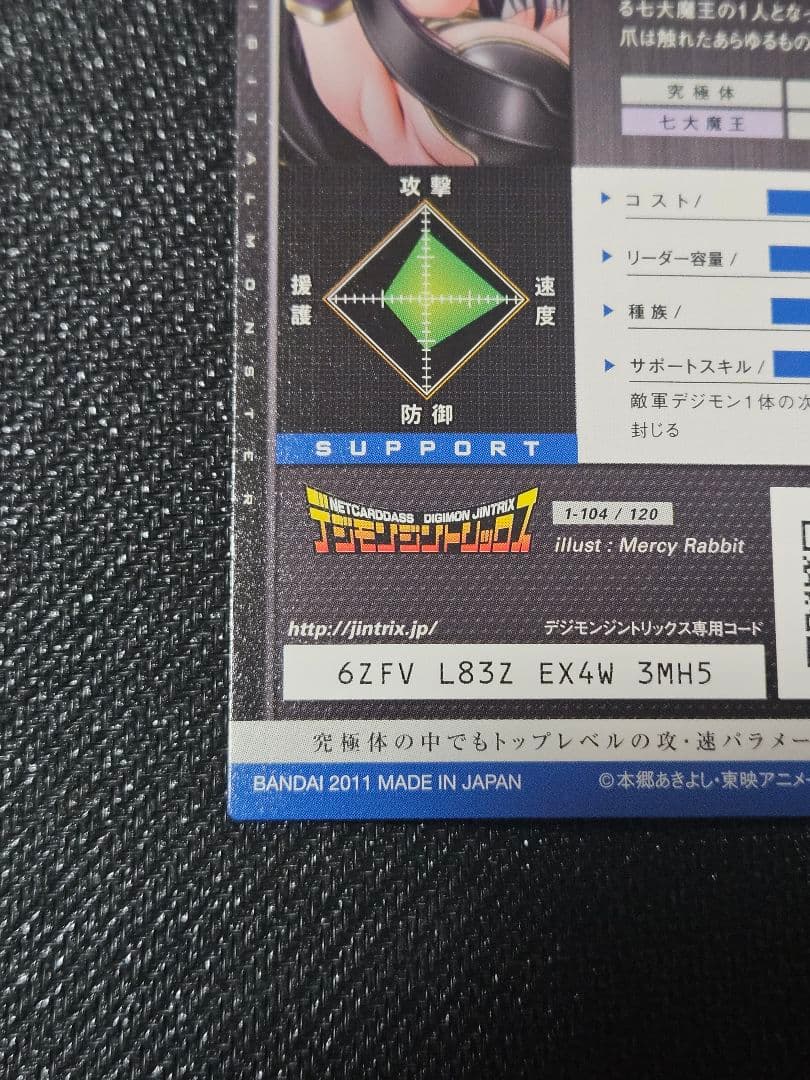 る七大魔王の1人とな
爪は触れたあらゆるもの
究極体
七大魔王
攻撃
援護
速度
防御
コスト/
リーダー容量 /
種族 /
サポートスキル /
敵軍デジモン1体の次
封じる
SUPPORT
NETCARDDASS DIGIMON JINTRIX
デジモンジントリックス
1-104 / 120
illust : Mercy Rabbit
http://jintrix.jp/
デジモンジントリックス専用コード
6ZFV L83Z EX4W 3MH5
究極体の中でもトップレベルの攻・速パラメー
BANDAI 2011 MADE IN JAPAN
©本郷あきよし・東映アニメー
ITALMONSTER